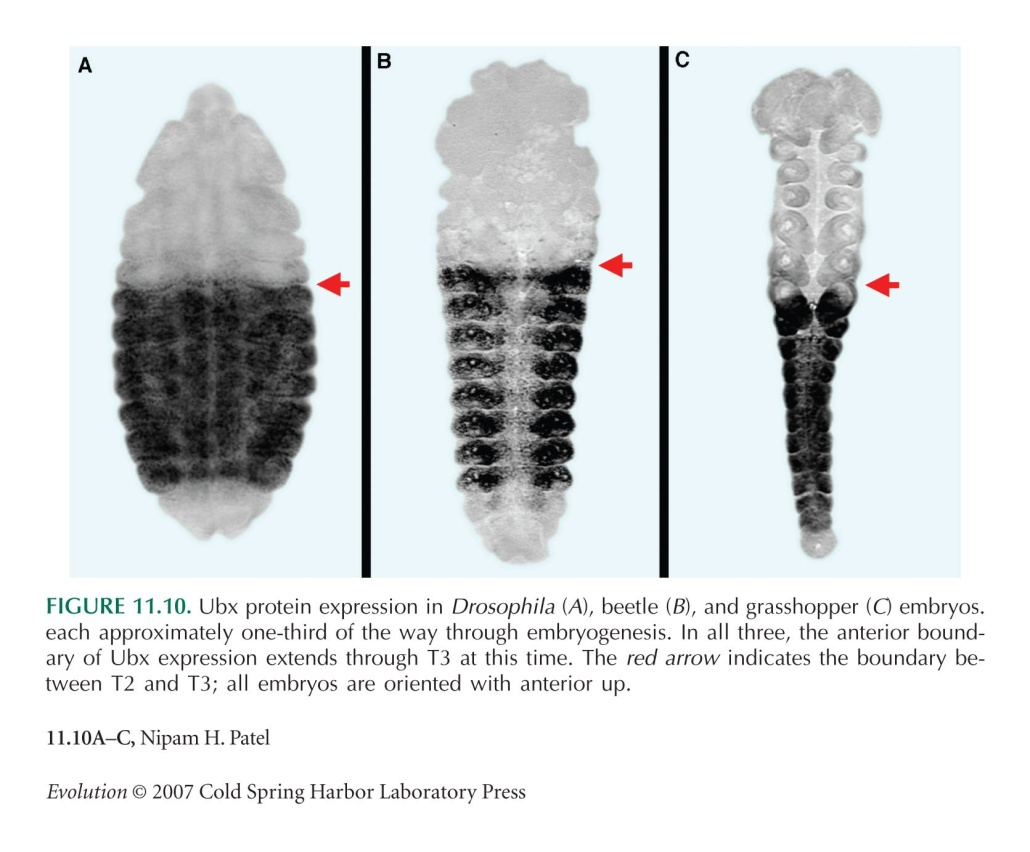 A
B
C
FIGURE 11.10. Ubx protein expression in Drosophila (A), beetle (B), and grasshopper (C) embryos.
each approximately one-third of the way through embryogenesis. In all three, the anterior bound-
ary of Ubx expression extends through T3 at this time. The red arrow indicates the boundary be-
tween T2 and T3; all embryos are oriented with anterior up.
11.10A–C, Nipam H. Patel
Evolution © 2007 Cold Spring Harbor Laboratory Press